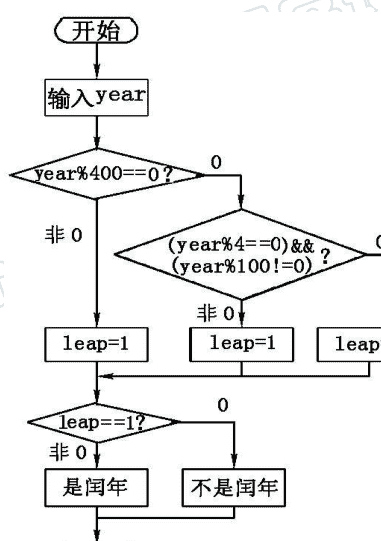 开始
输入year
year%400==0?
0
非0
(year%4==0)&&
(year%100!=0)
?
0
非0
leap=1
leap=1
leap
leap==1?
0
非0
是闰年
不是闰年